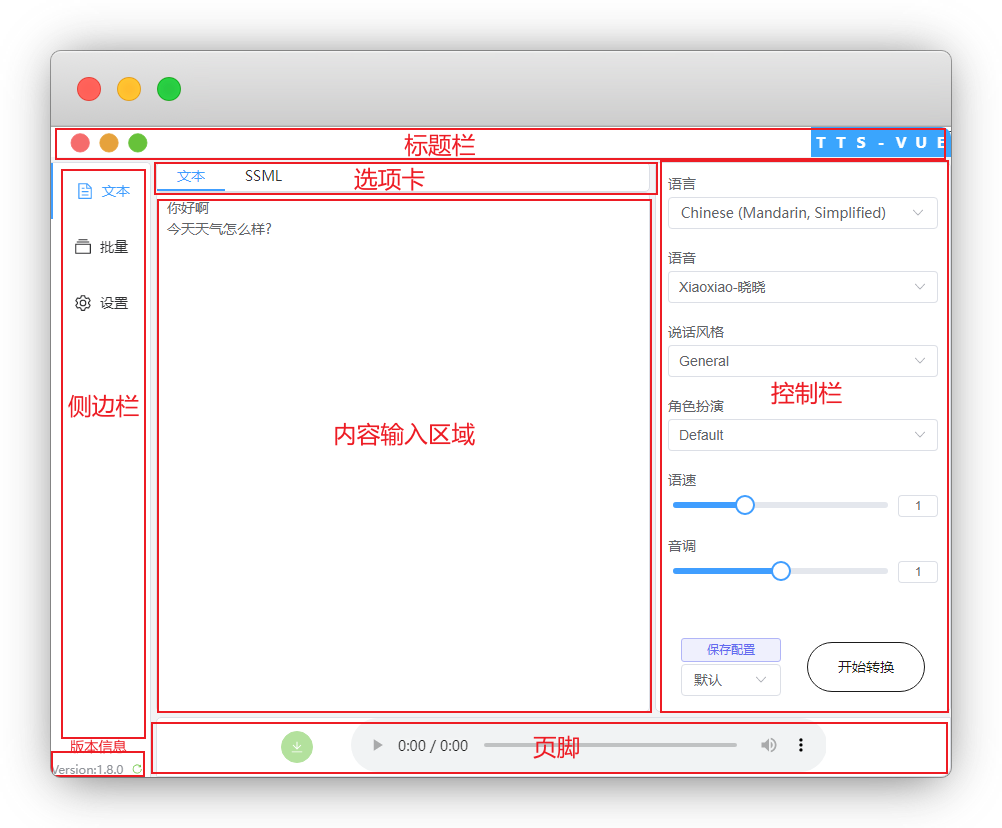 标题栏
TTS-VUE
文本
SSML
选项卡
文本
批量
设置
侧边栏
你好啊
今天天气怎么样?
内容输入区域
语言
Chinese (Mandarin, Simplified)
语音
Xiaoxiao-晓晓
说话风格
General
控制栏
角色扮演
Default
语速
1
音调
1
保存配置
默认
开始转换
版本信息
Version:1.8.0
0:00 / 0:00
页脚